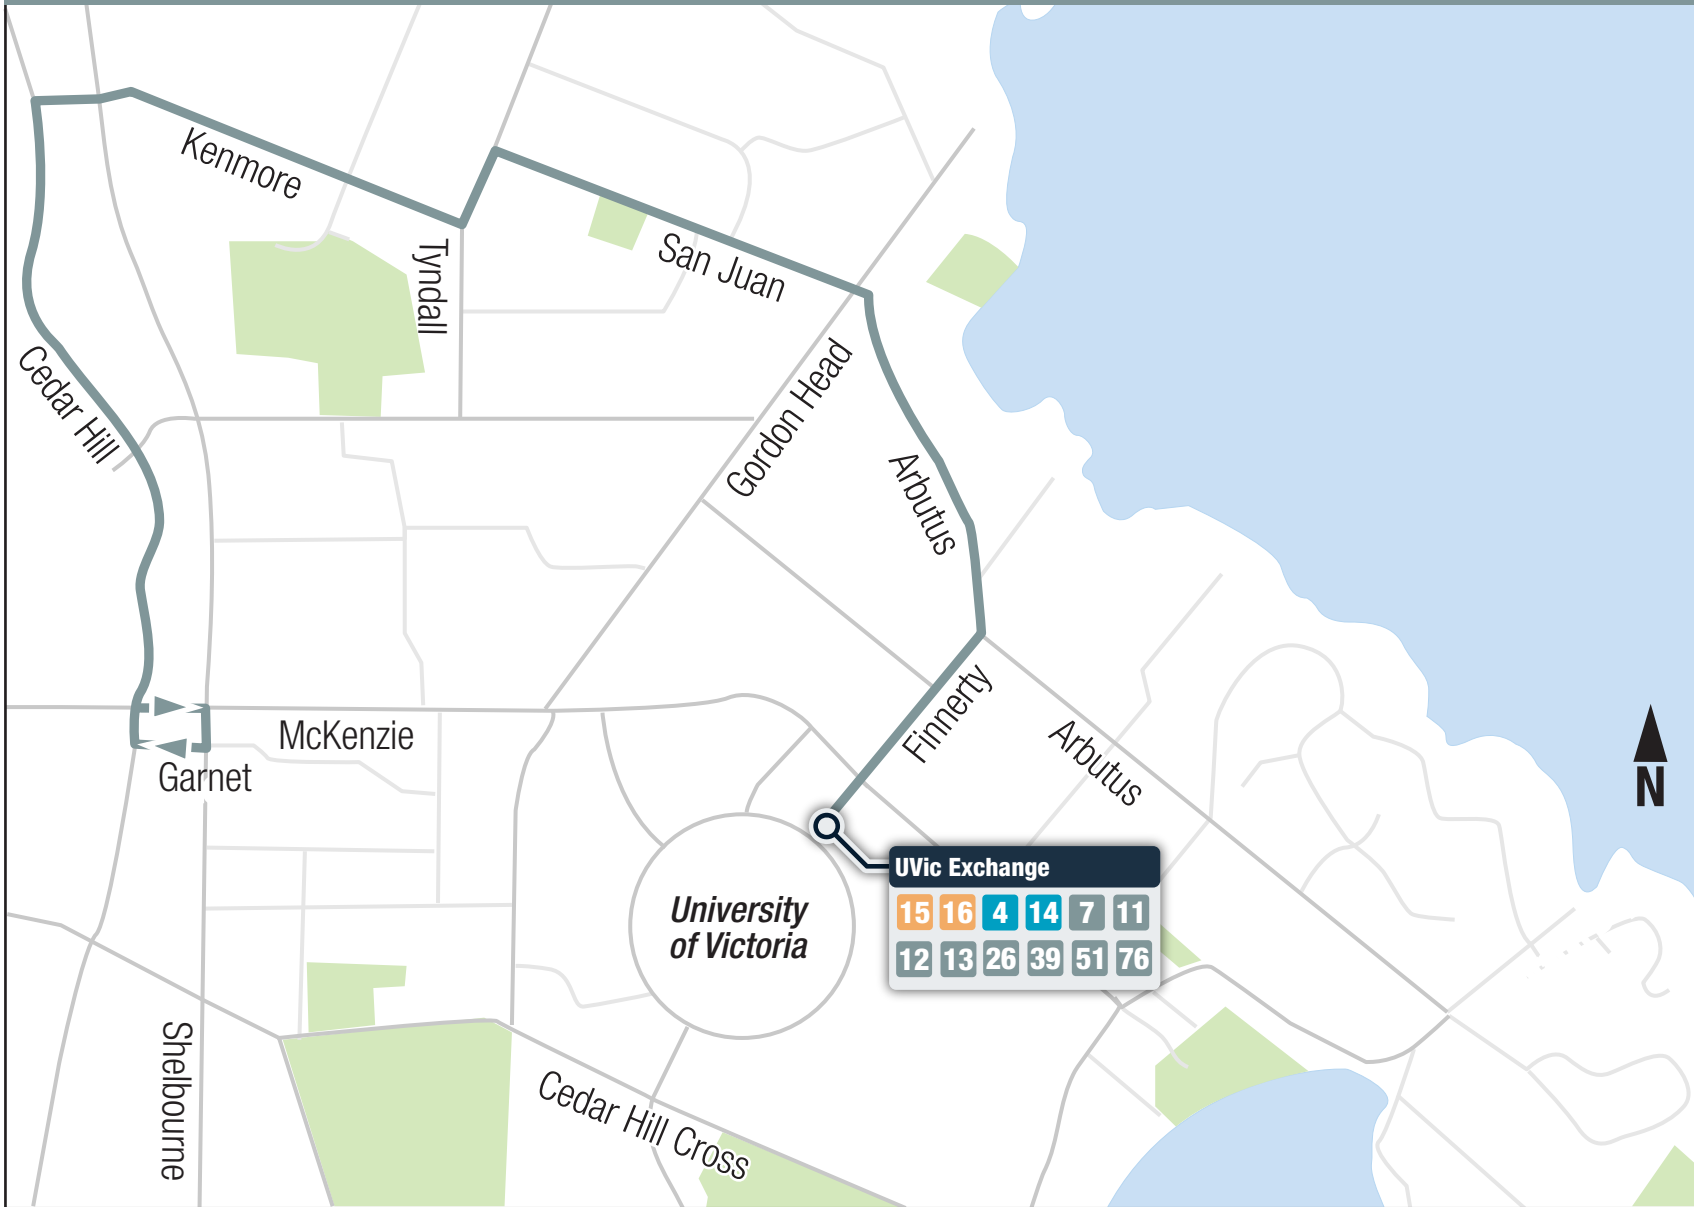 Kenmore
Tyndall
San Juan
Cedar Hill
Gordon Head
Arbutus
Finnerty
Arbutus
McKenzie
Garnet
N
UVic Exchange
15 16 4 14 7 11
12 13 26 39 51 76
University
of Victoria
Shelbourne
Cedar Hill Cross